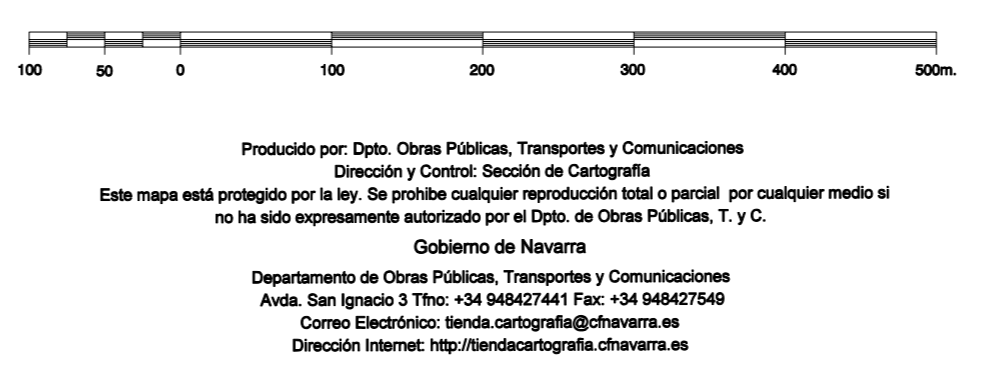 100 50 0 100 200 300 400 500m.
Producido por: Dpto. Obras Públicas, Transportes y Comunicaciones
Dirección y Control: Sección de Cartografía
Este mapa está protegido por la ley. Se prohibe cualquier reproducción total o parcial por cualquier medio si
no ha sido expresamente autorizado por el Dpto. de Obras Públicas, T. y C.
Gobierno de Navarra
Departamento de Obras Públicas, Transportes y Comunicaciones
Avda. San Ignacio 3 Tfno: +34 948427441 Fax: +34 948427549
Correo Electrónico: tienda.cartografia@cfnavarra.es
Dirección Internet: http://tiendacartografia.cfnavarra.es